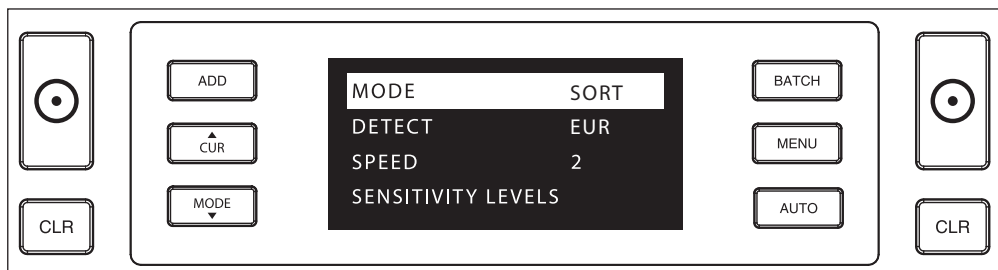 CLR
ADD
CUR
MODE
MODE SORT
DETECT EUR
SPEED 2
SENSITIVITY LEVELS
BATCH
MENU
AUTO
CLR